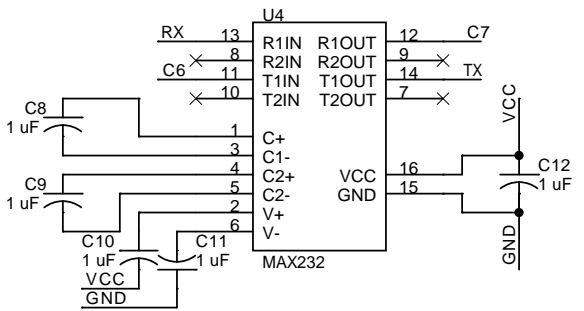 U4
RX 13 R1IN R1OUT 12 C7
8 R2IN R2OUT 9
C6 11 T1IN T1OUT 14 TX
10 T2IN T2OUT 7
C8
1 uF
1 C+
3 C1-
C9
1 uF
4 C2+ VCC 16
5 C2- GND 15
2 V+
6 V-
VCC
C12
1 uF
GND
C10
1 uF
C11
1 uF
VCC
GND
MAX232